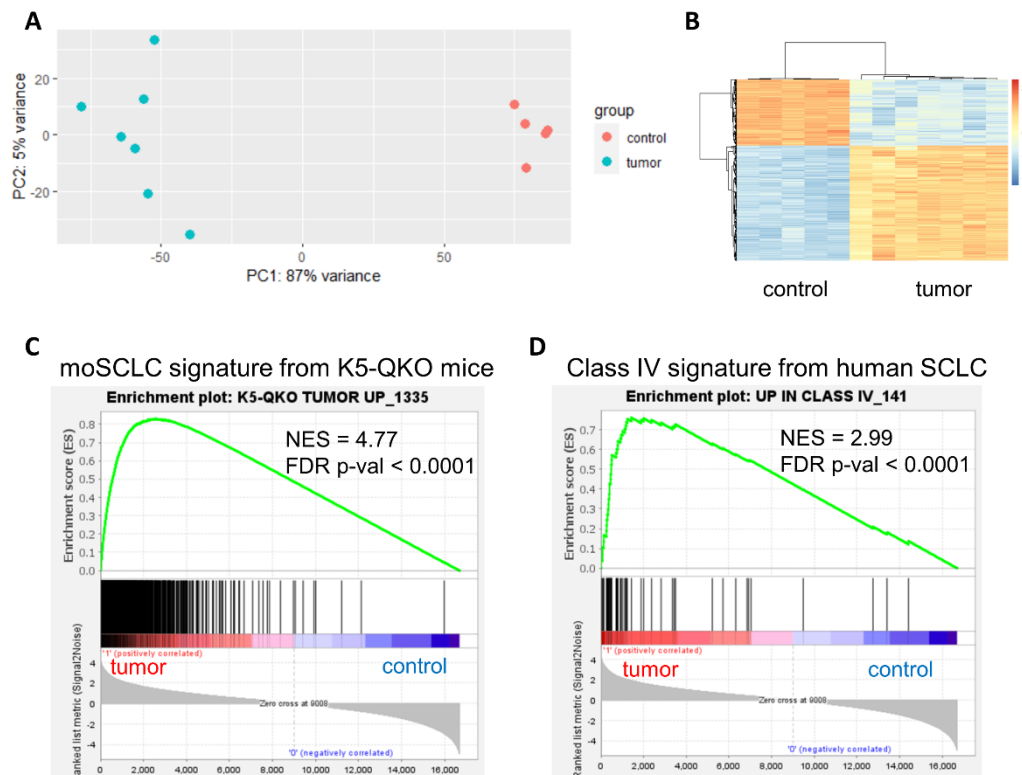 A
20
0
-20
PC2: 5% variance
-50
0
50
PC1: 87% variance
group
control
tumor
B
control
tumor
C
moSCLC signature from K5-QKO mice
Enrichment plot: K5-QKO TUMOR UP_1335
NES = 4.77
FDR p-val < 0.0001
Enrichment score (ES)
0.8
0.7
0.6
0.5
0.4
0.3
0.2
0.1
0.0
'1' (positively correlated)
tumor
control
Ranked list metric (Signal2Noise)
4
2
0
-2
-4
Zero cross at 9008
'0' (negatively correlated)
0
2,000
4,000
6,000
8,000
10,000
12,000
14,000
16,000
D
Class IV signature from human SCLC
Enrichment plot: UP IN CLASS IV_141
NES = 2.99
FDR p-val < 0.0001
Enrichment score (ES)
0.7
0.6
0.5
0.4
0.3
0.2
0.1
0.0
'1' (positively correlated)
tumor
control
Ranked list metric (Signal2Noise)
4
2
0
-2
-4
Zero cross at 9008
'0' (negatively correlated)
0
2,000
4,000
6,000
8,000
10,000
12,000
14,000
16,000